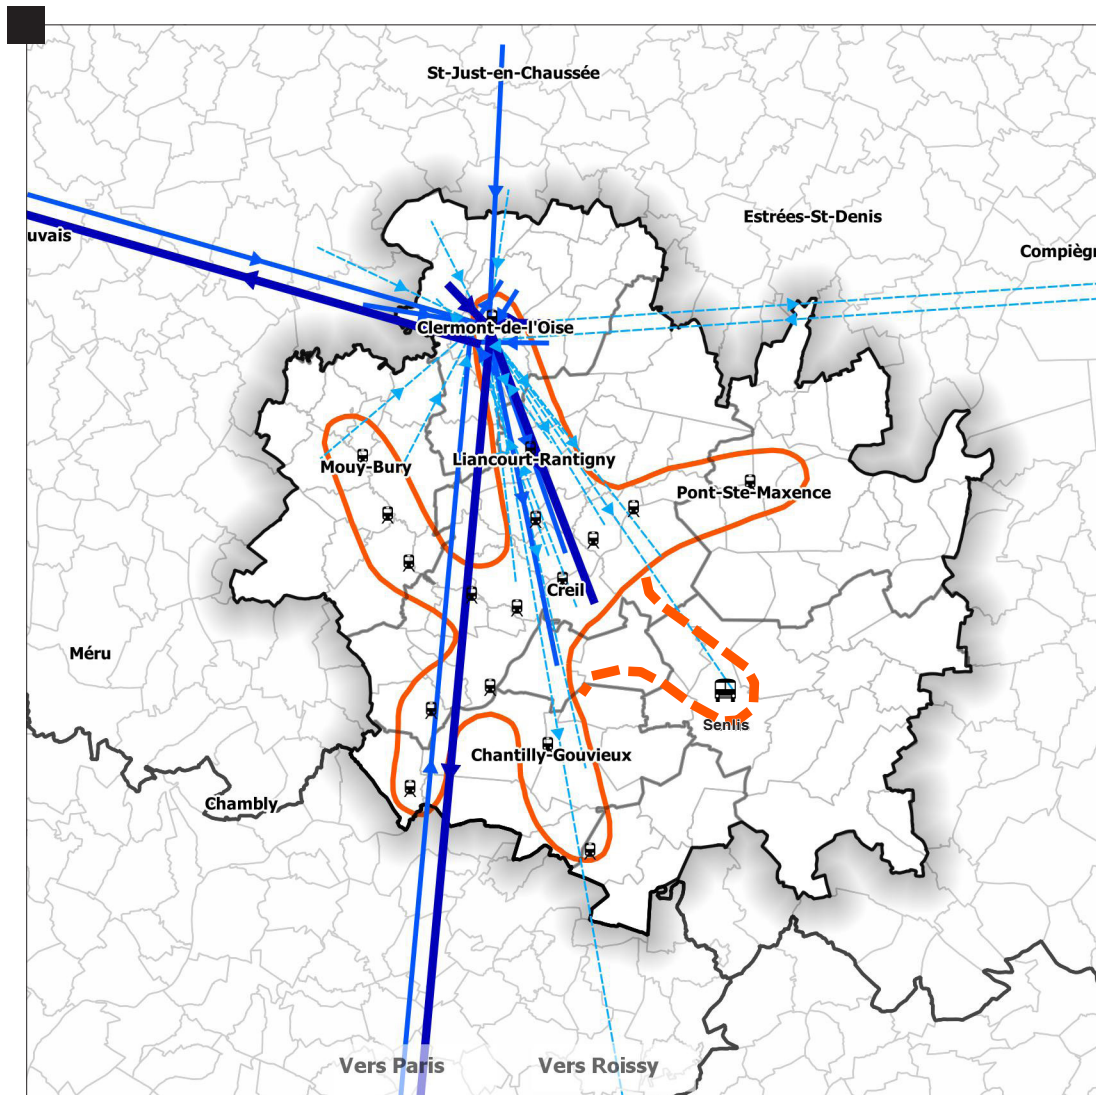 St-Just-en-Chaussée
Estrées-St-Denis
uvais
Compiègn
Clermont-de-l'Oise
Liancourt-Rantigny
Mouy-Bury
Pont-Ste-Maxence
Creil
Méru
Senlis
Chantilly-Gouvieux
Chambly
Vers Paris
Vers Roissy